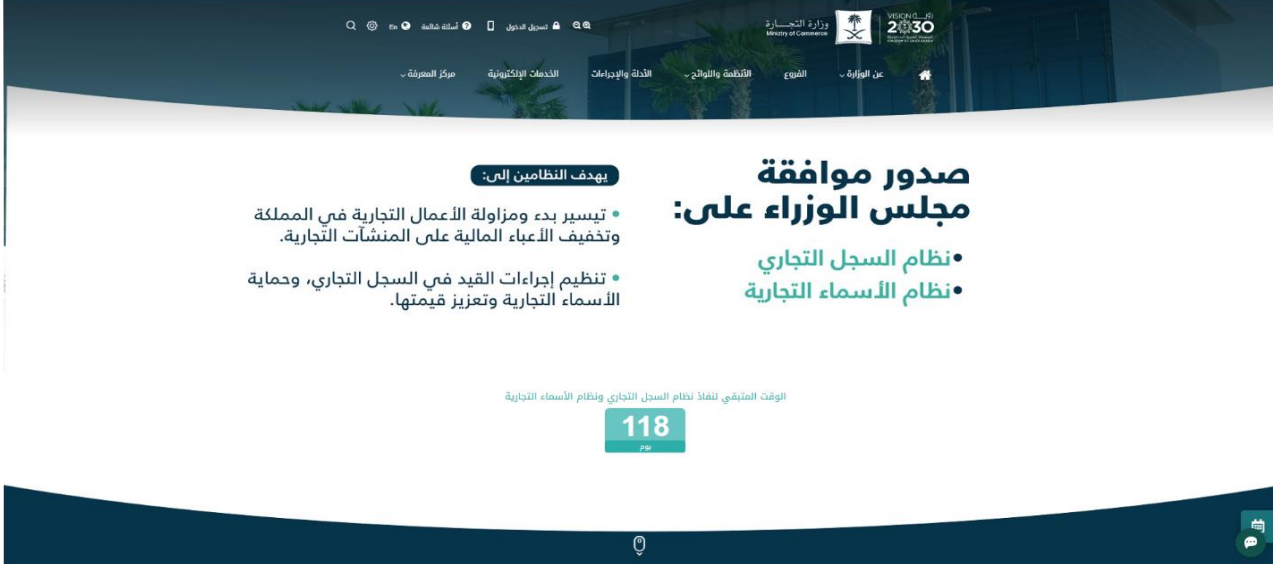 VISION
2030
وزارة التجـــــارة
Ministry of Commerce
تسجيل الدخول
أسئلة شائعة
En
عن الوزارة
الفروع
الأنظمة واللوائح
الأدلة والإجراءات
الخدمات الإلكترونية
مركز المعرفة
صدور موافقة
مجلس الوزراء على:
•نظام السجل التجاري
•نظام الأسماء التجارية
يهدف النظامين إلى:
• تيسير بدء ومزاولة الأعمال التجارية في المملكة
وتخفيف الأعباء المالية على المنشآت التجارية.
• تنظيم إجراءات القيد في السجل التجاري، وحماية
الأسماء التجارية وتعزيز قيمتها.
الوقت المتبقي لنفاذ نظام السجل التجاري ونظام الأسماء التجارية
118
يوم